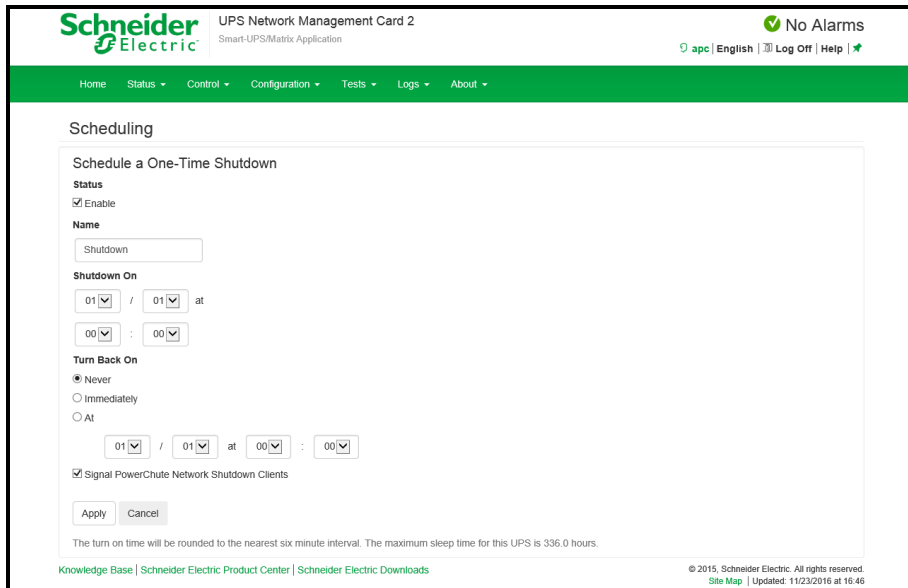 Schneider Electric
UPS Network Management Card 2
Smart-UPS/Matrix Application
No Alarms
apc | English | Log Off | Help |
Home Status Control Configuration Tests Logs About
Scheduling
Schedule a One-Time Shutdown
Status
Enable
Name
Shutdown
Shutdown On
01 / 01 at
00 : 00
Turn Back On
Never
Immediately
At
01 / 01 at 00 : 00
Signal PowerChute Network Shutdown Clients
Apply Cancel
The turn on time will be rounded to the nearest six minute interval. The maximum sleep time for this UPS is 336.0 hours.
Knowledge Base | Schneider Electric Product Center | Schneider Electric Downloads
© 2015, Schneider Electric. All rights reserved.
Site Map | Updated: 11/23/2016 at 16:46